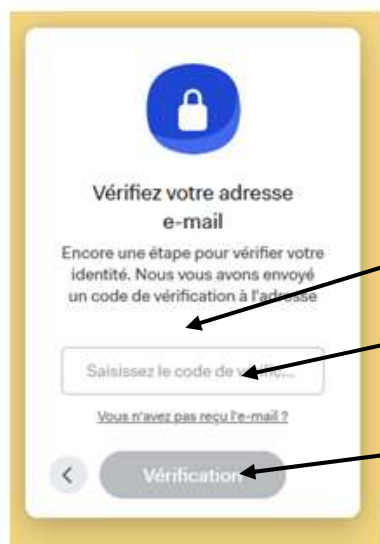 Vérifiez votre adresse
e-mail
Encore une étape pour vérifier votre
identité. Nous vous avons envoyé
un code de vérification à l'adresse
Saisissez le code de vérifi...
Vous n'avez pas reçu l'e-mail ?
Vérification